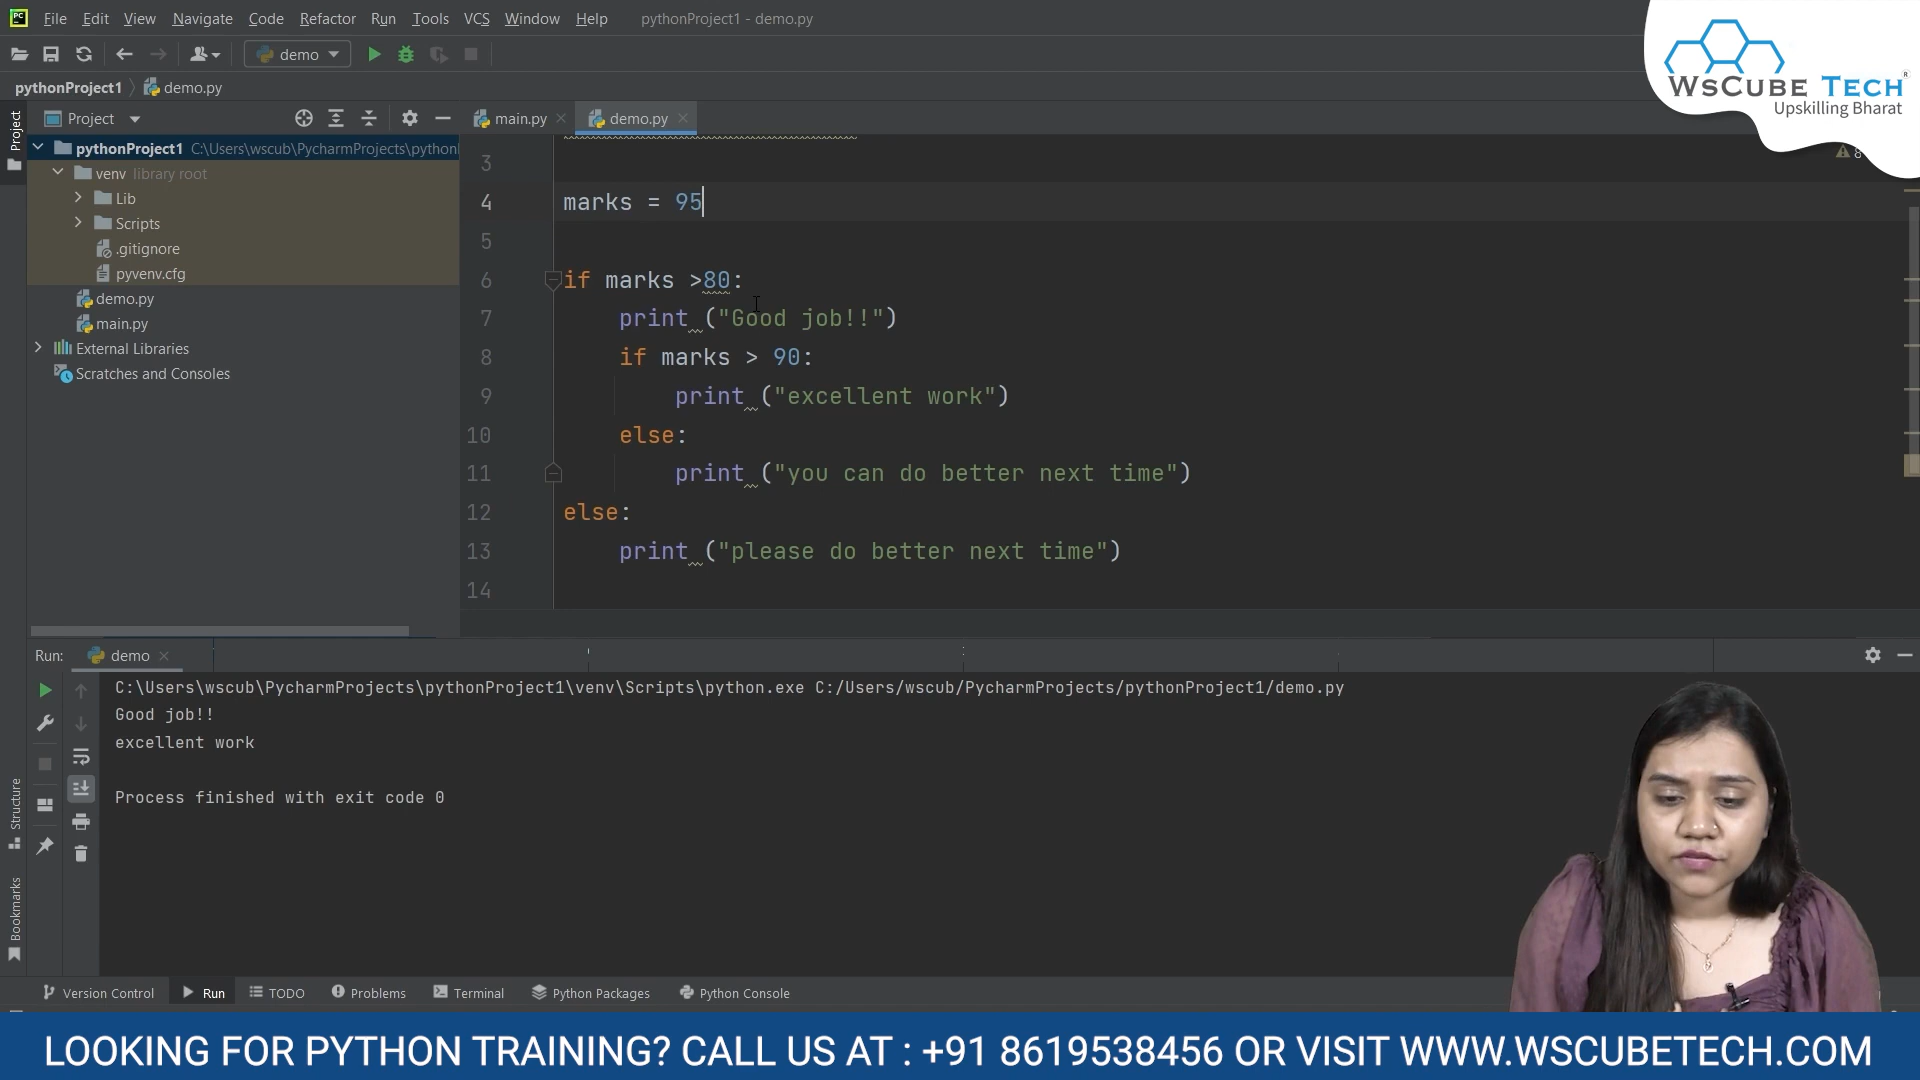 File Edit View Navigate Code Refactor Run Tools VCS Window Help pythonProject1 - demo.py
demo
pythonProject1 demo.py
WsCube Tech
Upskilling Bharat
Project
Project
main.py demo.py
pythonProject1 C:\Users\wscub\PycharmProjects\python
venv library root
Lib
Scripts
.gitignore
pyvenv.cfg
demo.py
main.py
External Libraries
Scratches and Consoles
8
3
4 marks = 95
5
6 if marks >80:
7 print ("Good job!!")
8 if marks > 90:
9 print ("excellent work")
10 else:
11 print ("you can do better next time")
12 else:
13 print ("please do better next time")
14
Run: demo
C:\Users\wscub\PycharmProjects\pythonProject1\venv\Scripts\python.exe C:/Users/wscub/PycharmProjects/pythonProject1/demo.py
Good job!!
excellent work
Process finished with exit code 0
Structure
Bookmarks
Version Control Run TODO Problems Terminal Python Packages Python Console
LOOKING FOR PYTHON TRAINING? CALL US AT : +91 8619538456 OR VISIT WWW.WSCUBETECH.COM